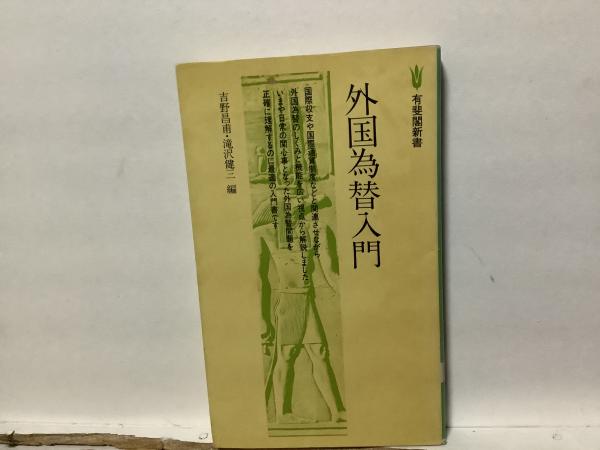 有斐閣新書
外国為替入門
国際収支や国際通貨制度などと関連させながら
外国為替のしくみと機能を広い視点から解説しました。
いまや日常の関心事となった外国為替問題を
正確に理解するのに最適の入門書です
吉野昌甫・滝沢健三 編